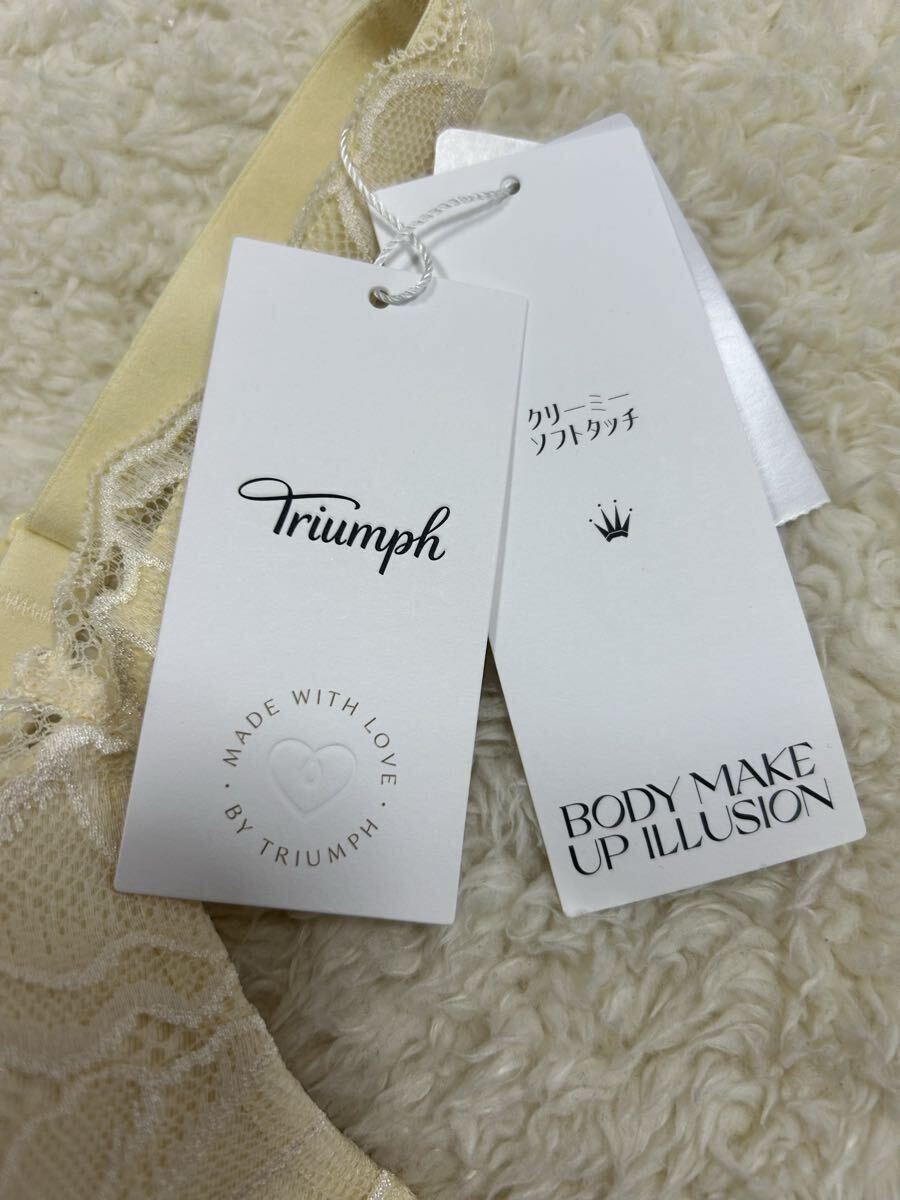 Triumph
MADE WITH LOVE
BY TRIUMPH
クリーミー
ソフトタッチ
BODY MAKE
UP ILLUSION